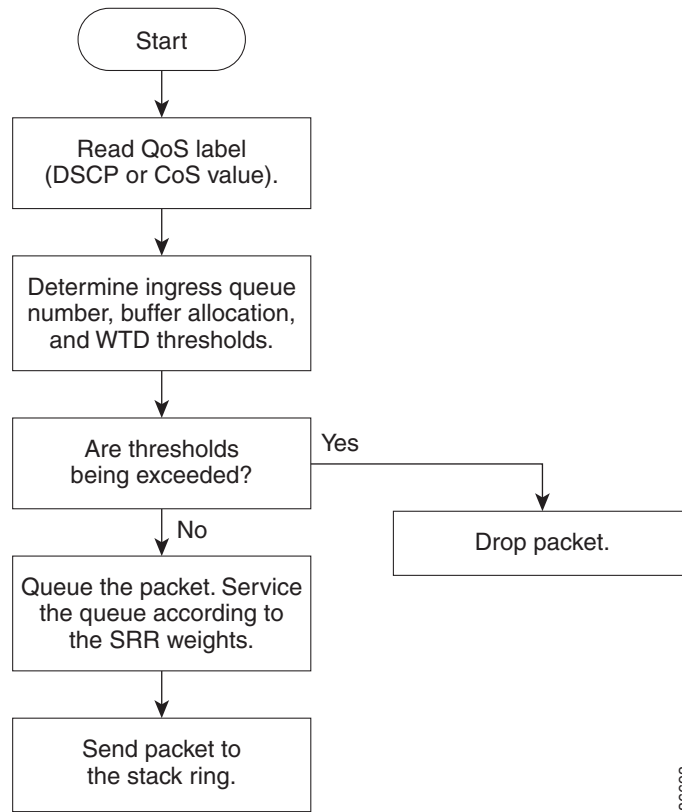 Start
Read QoS label
(DSCP or CoS value).
Determine ingress queue
number, buffer allocation,
and WTD thresholds.
Are thresholds
being exceeded?
Yes
No
Drop packet.
Queue the packet. Service
the queue according to
the SRR weights.
Send packet to
the stack ring.